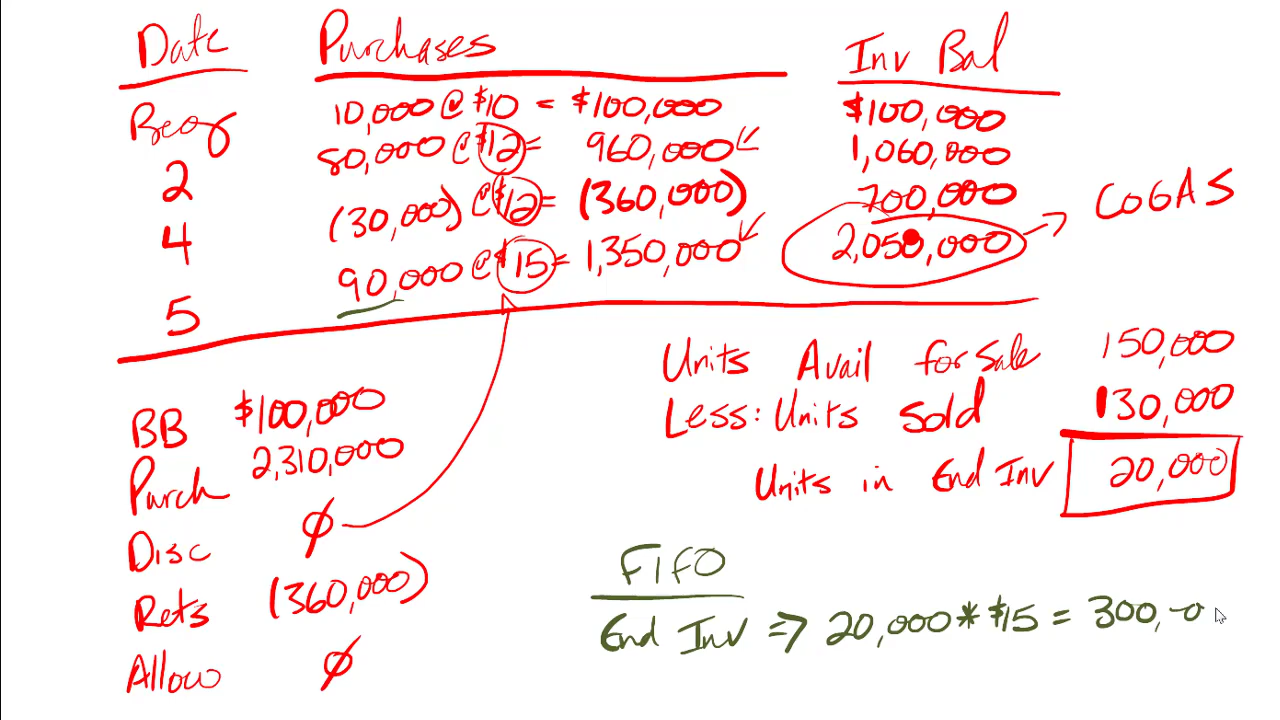 Date Purchases Inv Bal
Beg 10,000 @ $10 = $100,000 $100,000
2 80,000 @ $12 = 960,000 1,060,000
4 (30,000) @ $12 = (360,000) 700,000
5 90,000 @ $15 = 1,350,000 2,050,000 COGAS
Units Avail for Sale 150,000
Less: Units Sold 130,000
Units in End Inv 20,000
BB $100,000
Purch 2,310,000
Disc Ø
Rets (360,000)
Allow Ø
FIFO
End Inv => 20,000 * $15 = 300,